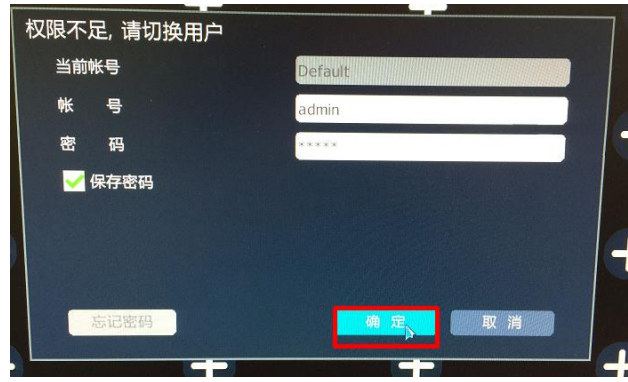 权限不足, 请切换用户
当前帐号 Default
帐 号 admin
密 码 *****
保存密码
忘记密码 确 定 取 消